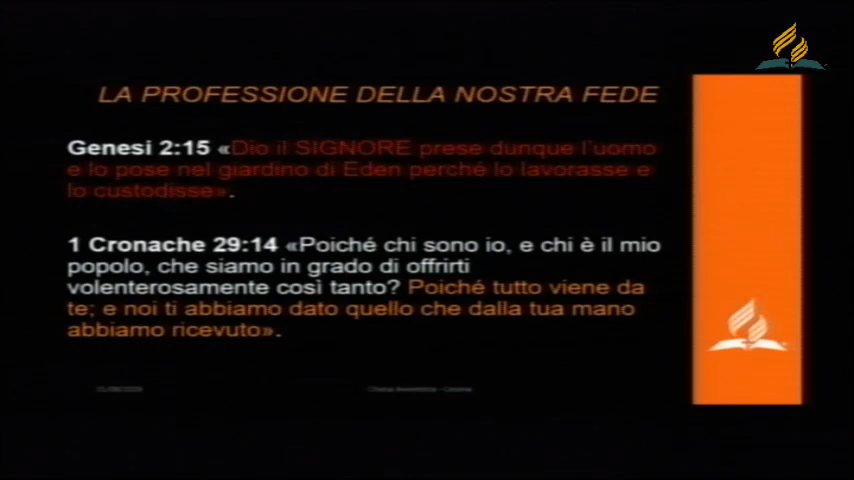 LA PROFESSIONE DELLA NOSTRA FEDE
Genesi 2:15 «Dio il SIGNORE prese dunque l'uomo
e lo pose nel giardino di Eden perché lo lavorasse e
lo custodisse».
1 Cronache 29:14 «Poiché chi sono io, e chi è il mio
popolo, che siamo in grado di offrirti
volenterosamente così tanto? Poiché tutto viene da
te; e noi ti abbiamo dato quello che dalla tua mano
abbiamo ricevuto».